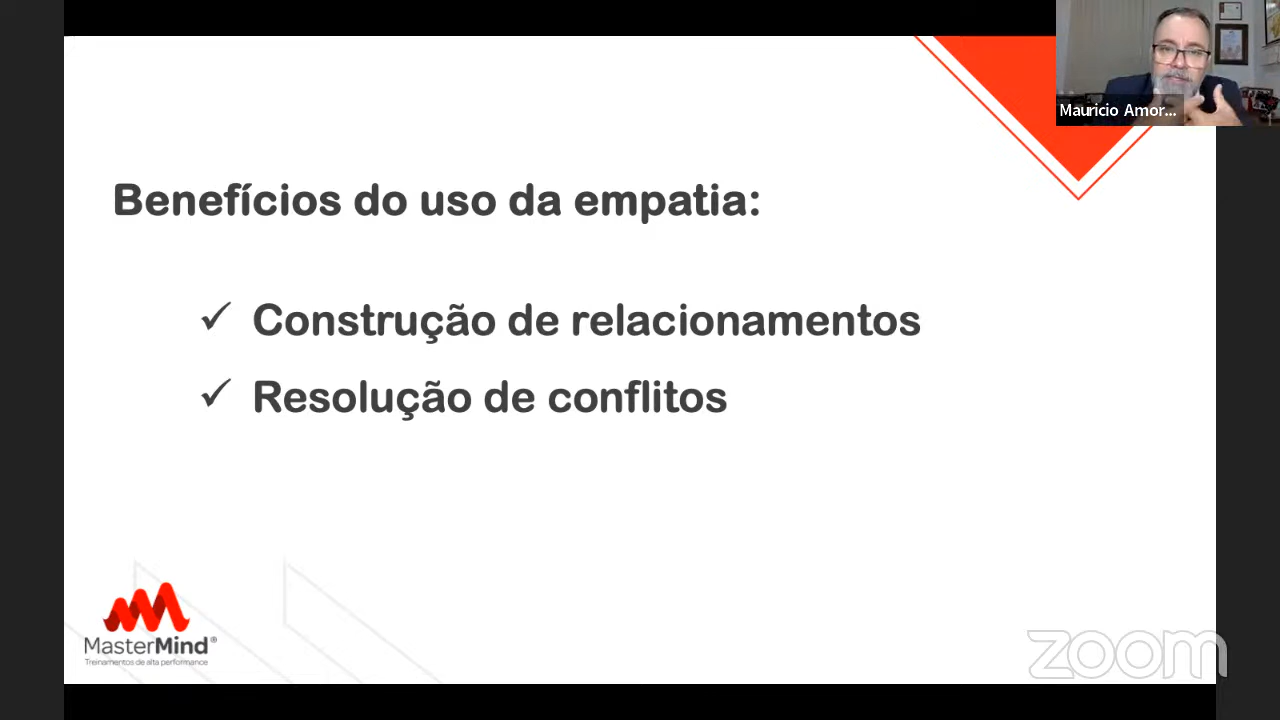 Mauricio Amor...
Benefícios do uso da empatia:
✓ Construção de relacionamentos
✓ Resolução de conflitos
MasterMind®
Treinamentos de alta performance
zoom